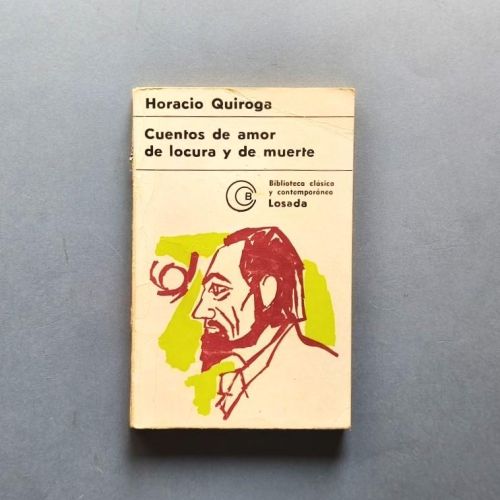 Horacio Quiroga
Cuentos de amor
de locura y de muerte
Biblioteca clásica
y contemporánea
Losada
B